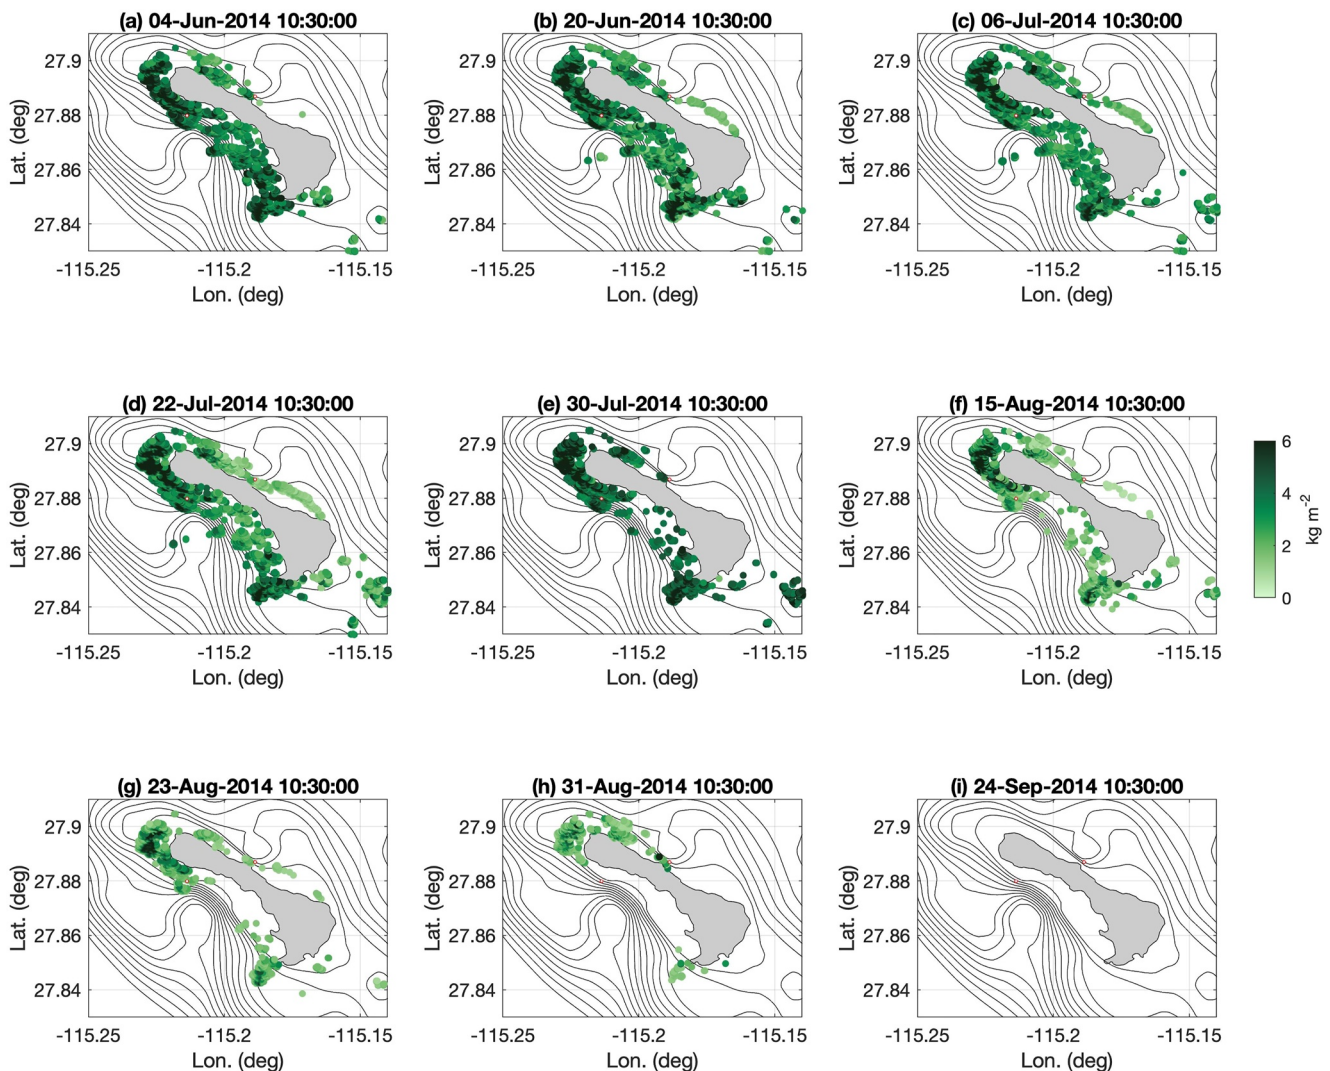 (a) 04-Jun-2014 10:30:00
(b) 20-Jun-2014 10:30:00
(c) 06-Jul-2014 10:30:00
27.9
27.88
27.86
27.84
Lat. (deg)
-115.25
-115.2
-115.15
Lon. (deg)
27.9
27.88
27.86
27.84
Lat. (deg)
-115.25
-115.2
-115.15
Lon. (deg)
27.9
27.88
27.86
27.84
Lat. (deg)
-115.25
-115.2
-115.15
Lon. (deg)
(d) 22-Jul-2014 10:30:00
(e) 30-Jul-2014 10:30:00
(f) 15-Aug-2014 10:30:00
27.9
27.88
27.86
27.84
Lat. (deg)
-115.25
-115.2
-115.15
Lon. (deg)
27.9
27.88
27.86
27.84
Lat. (deg)
-115.25
-115.2
-115.15
Lon. (deg)
27.9
27.88
27.86
27.84
Lat. (deg)
-115.25
-115.2
-115.15
Lon. (deg)
6
4
2
0
kg m⁻²
(g) 23-Aug-2014 10:30:00
(h) 31-Aug-2014 10:30:00
(i) 24-Sep-2014 10:30:00
27.9
27.88
27.86
27.84
Lat. (deg)
-115.25
-115.2
-115.15
Lon. (deg)
27.9
27.88
27.86
27.84
Lat. (deg)
-115.25
-115.2
-115.15
Lon. (deg)
27.9
27.88
27.86
27.84
Lat. (deg)
-115.25
-115.2
-115.15
Lon. (deg)